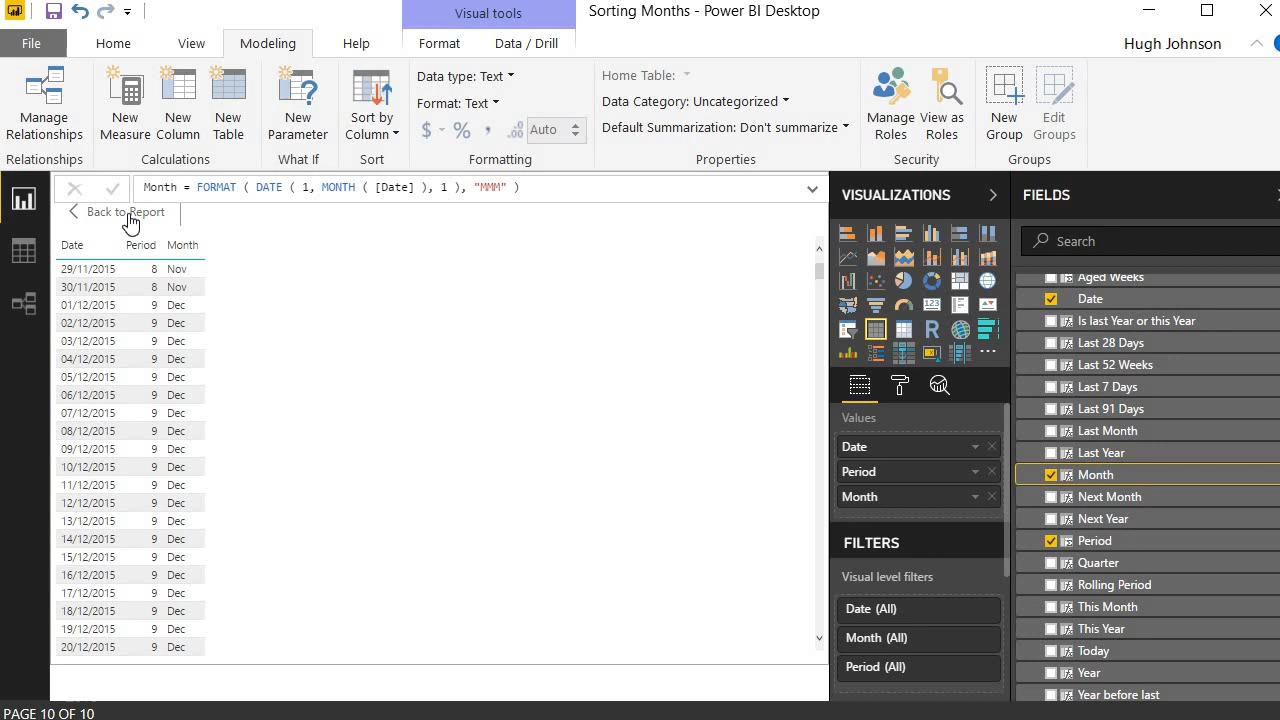 Visual tools
Sorting Months - Power BI Desktop
File
Home
View
Modeling
Help
Format
Data / Drill
Hugh Johnson
Manage
Relationships
New
Measure
New
Column
New
Table
New
Parameter
Sort by
Column
Data type: Text
Format: Text
$ % , .00 Auto
Home Table:
Data Category: Uncategorized
Default Summarization: Don't summarize
Manage
Roles
View as
Roles
New
Group
Edit
Groups
Relationships
Calculations
What If
Sort
Formatting
Properties
Security
Groups
Month = FORMAT ( DATE ( 1, MONTH ( [Date] ), 1 ), "MMM" )
Back to Report
Date Period Month
29/11/2015 8 Nov
30/11/2015 8 Nov
01/12/2015 9 Dec
02/12/2015 9 Dec
03/12/2015 9 Dec
04/12/2015 9 Dec
05/12/2015 9 Dec
06/12/2015 9 Dec
07/12/2015 9 Dec
08/12/2015 9 Dec
09/12/2015 9 Dec
10/12/2015 9 Dec
11/12/2015 9 Dec
12/12/2015 9 Dec
13/12/2015 9 Dec
14/12/2015 9 Dec
15/12/2015 9 Dec
16/12/2015 9 Dec
17/12/2015 9 Dec
18/12/2015 9 Dec
19/12/2015 9 Dec
20/12/2015 9 Dec
VISUALIZATIONS
123
R
Values
Date
Period
Month
FILTERS
Visual level filters
Date (All)
Month (All)
Period (All)
FIELDS
Search
Aged Weeks
Date
Is last Year or this Year
Last 28 Days
Last 52 Weeks
Last 7 Days
Last 91 Days
Last Month
Last Year
Month
Next Month
Next Year
Period
Quarter
Rolling Period
This Month
This Year
Today
Year
Year before last
PAGE 10 OF 10